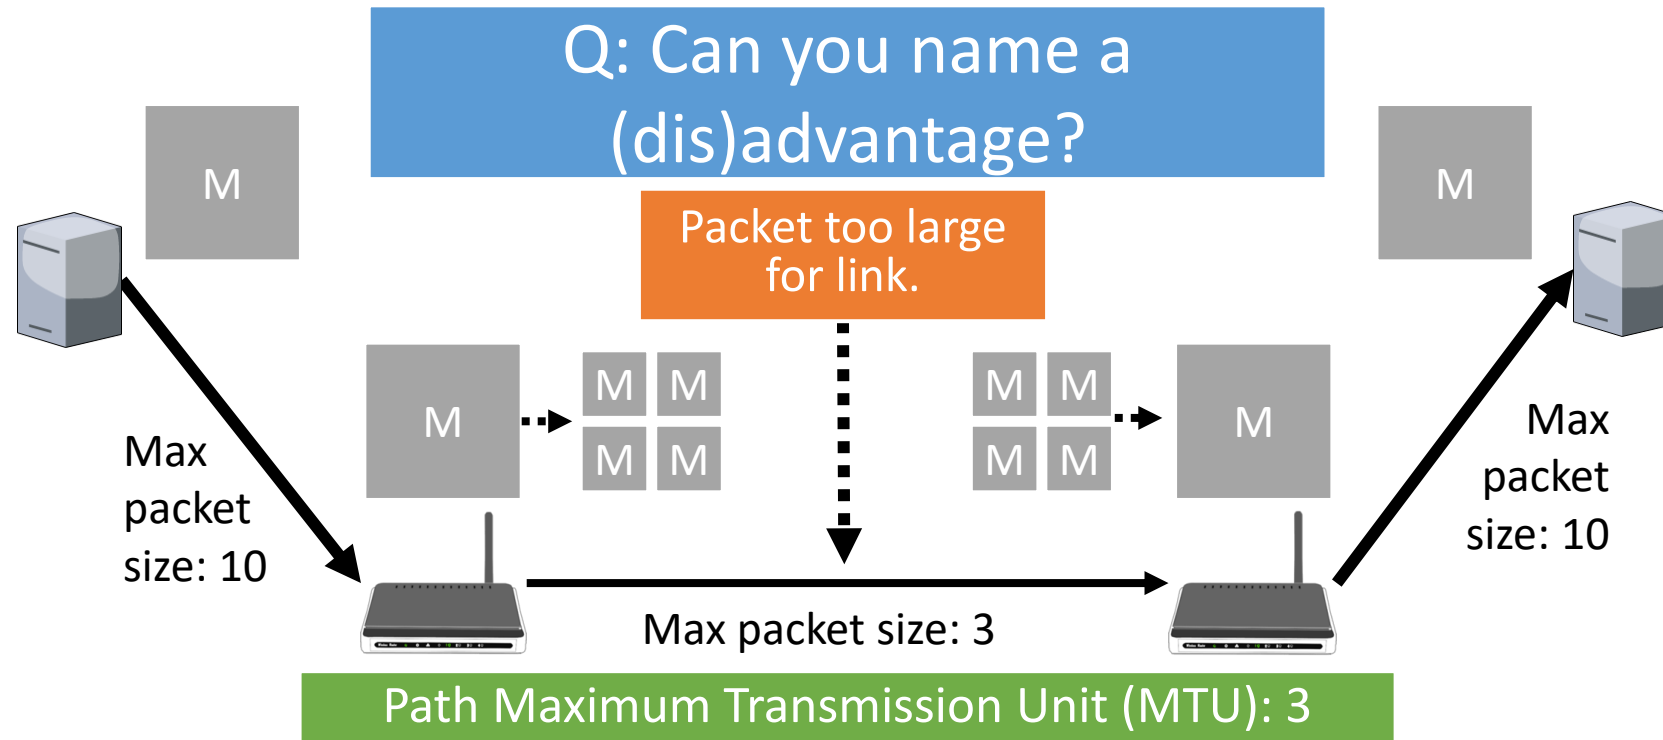 Q: Can you name a
(dis)advantage?
M
M
Packet too large
for link.
M
M M
M M
M M
M M
M
Max
packet
size: 10
Max
packet
size: 10
Max packet size: 3
Path Maximum Transmission Unit (MTU): 3